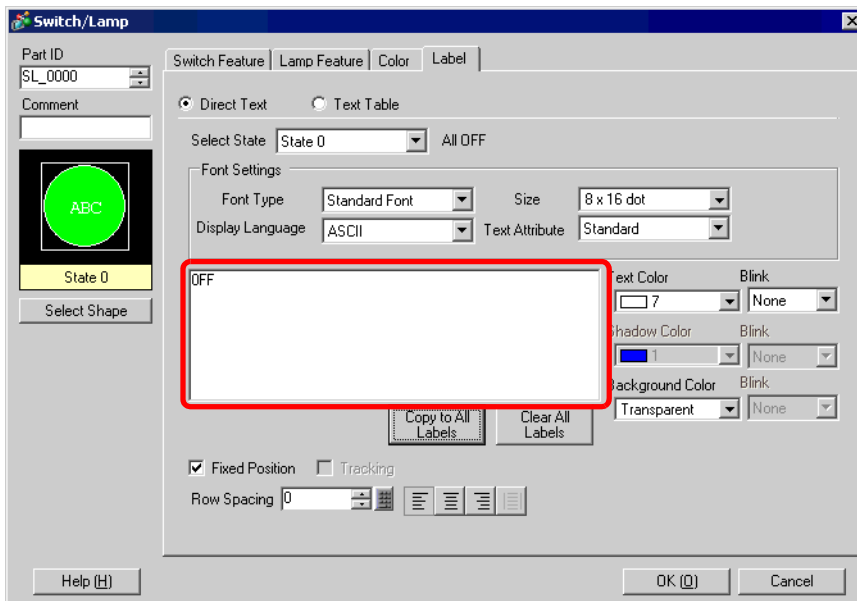 Switch/Lamp
Part ID
SL_0000
Comment
ABC
State 0
Select Shape
Switch Feature Lamp Feature Color Label
Direct Text Text Table
Select State State 0 All OFF
Font Settings
Font Type Standard Font Size 8 x 16 dot
Display Language ASCII Text Attribute Standard
OFF
Text Color Blink
7 None
Shadow Color Blink
1 None
Background Color Blink
Transparent None
Copy to All
Labels
Clear All
Labels
Fixed Position Tracking
Row Spacing 0
Help (H) OK (O) Cancel